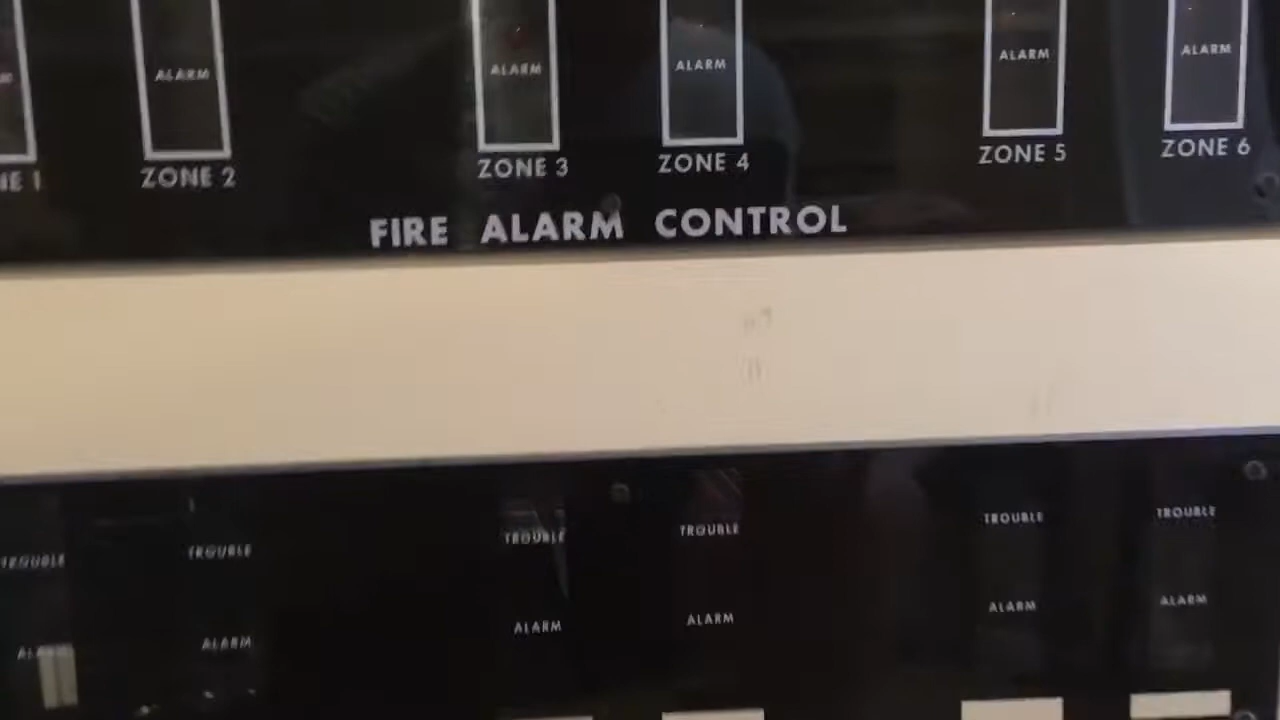 ALARM ALARM ALARM ALARM ALARM
ZONE 2 ZONE 3 ZONE 4 ZONE 5 ZONE 6
FIRE ALARM CONTROL
TROUBLE TROUBLE TROUBLE TROUBLE TROUBLE TROUBLE
ALARM ALARM ALARM ALARM ALARM